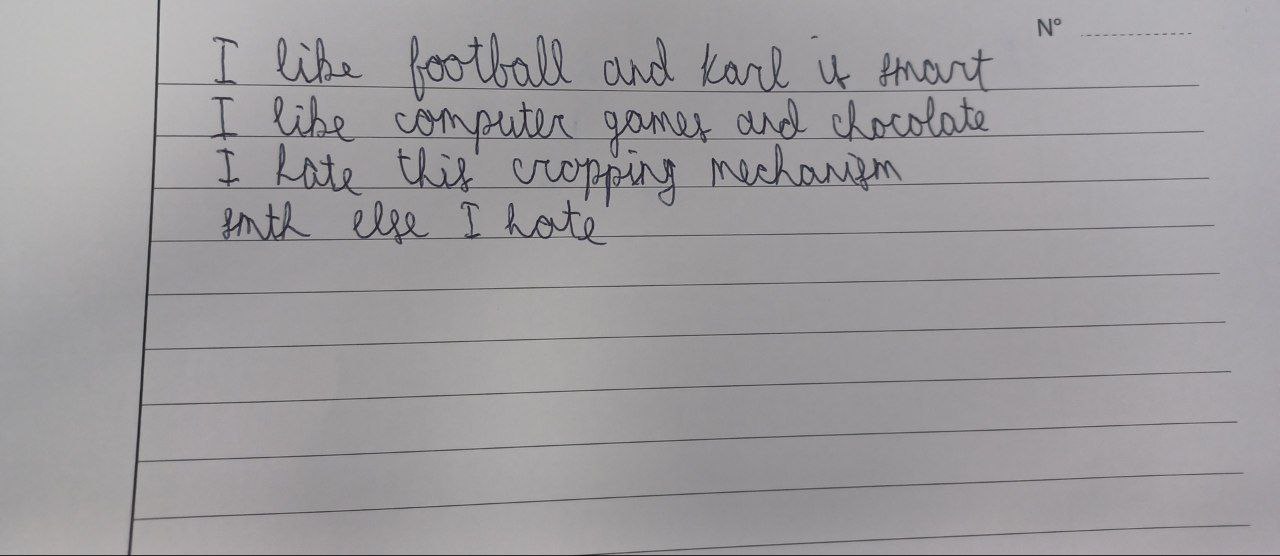 N°
I like football and karl is smart
I like computer games and chocolate
I hate this cropping mechanism
smth else I hate